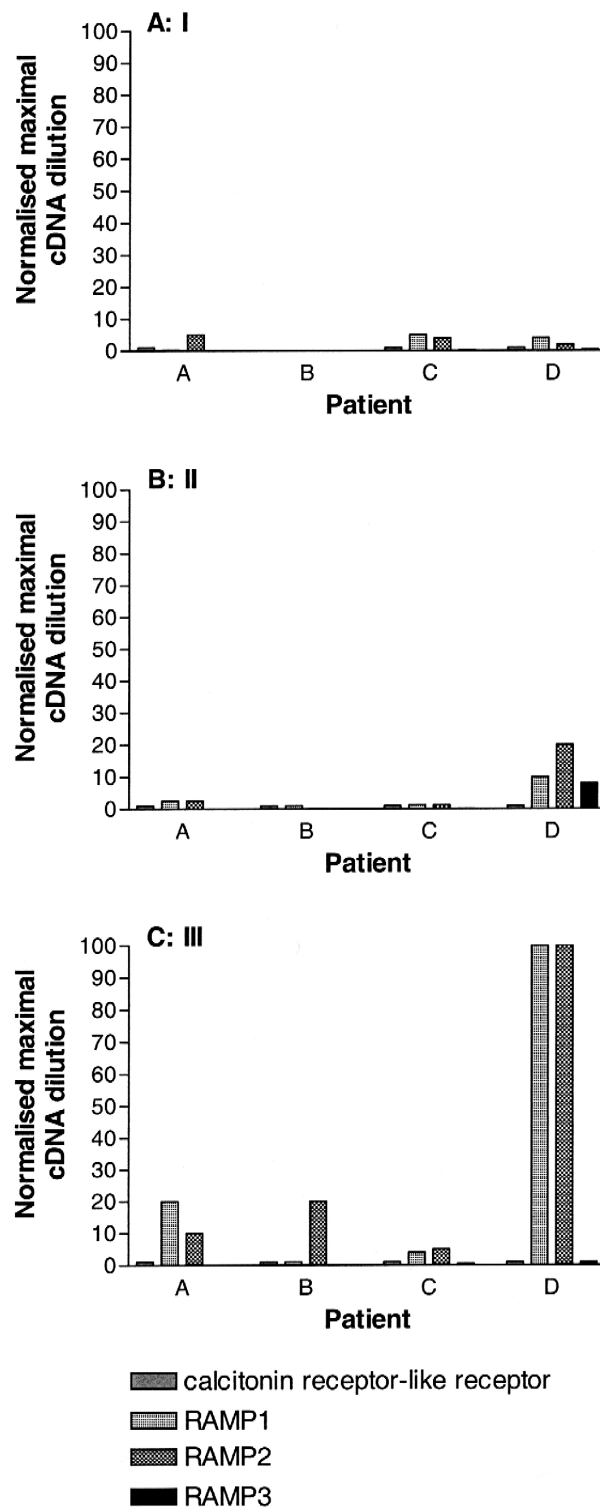 A: I
Normalised maximal
cDNA dilution
100
90
80
70
60
50
40
30
20
10
0
A B C D
Patient
B: II
Normalised maximal
cDNA dilution
100
90
80
70
60
50
40
30
20
10
0
A B C D
Patient
C: III
Normalised maximal
cDNA dilution
100
90
80
70
60
50
40
30
20
10
0
A B C D
Patient
calcitonin receptor-like receptor
RAMP1
RAMP2
RAMP3